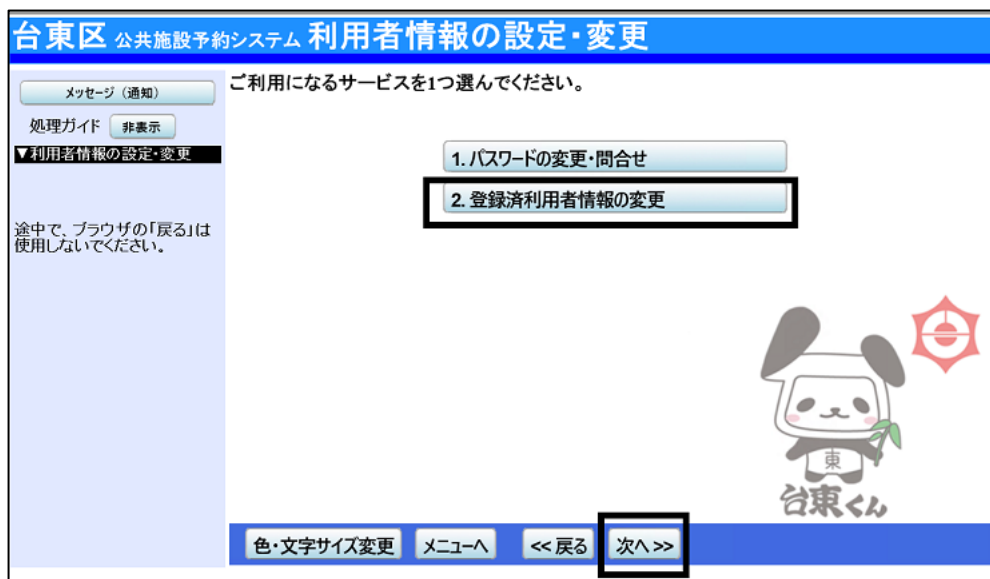 台東区 公共施設予約システム 利用者情報の設定・変更
メッセージ（通知）
処理ガイド 非表示
▼利用者情報の設定・変更
途中で、ブラウザの「戻る」は
使用しないでください。
ご利用になるサービスを1つ選んでください。
1. パスワードの変更・問合せ
2. 登録済利用者情報の変更
東
台東くん
色・文字サイズ変更 メニューへ << 戻る 次へ >>